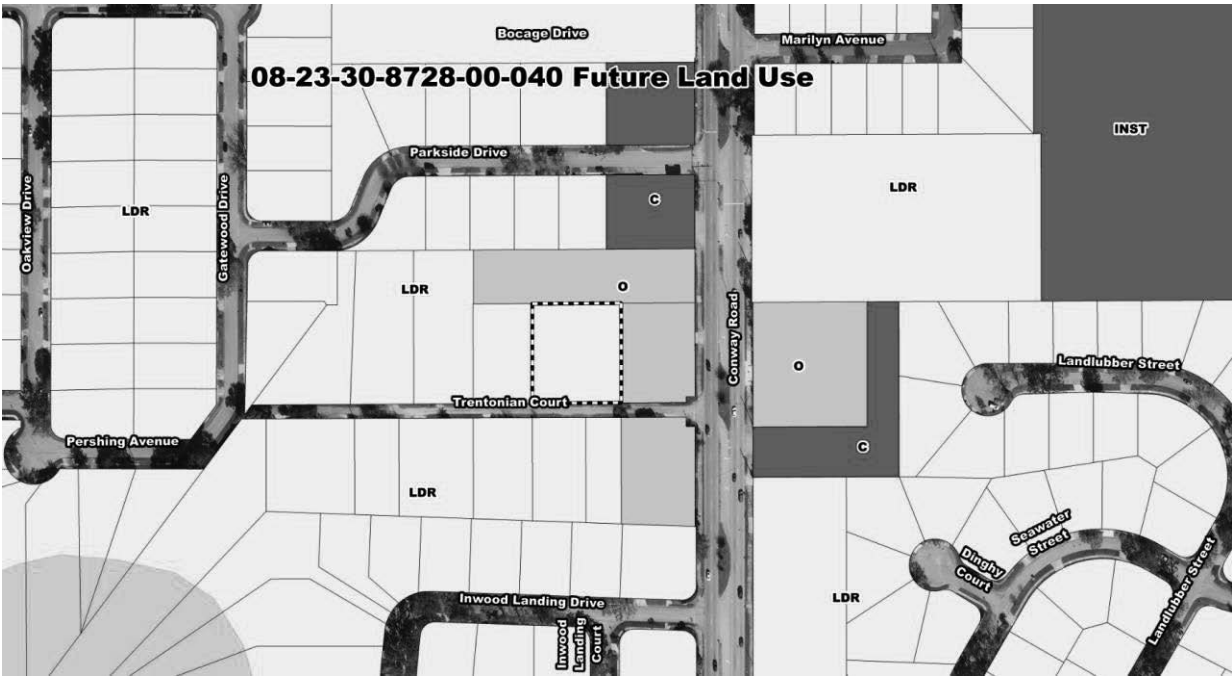 Bocage Drive
Marilyn Avenue
08-23-30-8728-00-040 Future Land Use
INST
Parkside Drive
LDR
C
LDR
Oakview Drive
Gatewood Drive
LDR
O
Conway Road
O
Landlubber Street
Trentonian Court
Pershing Avenue
C
LDR
Seawater
Street
Dinghy
Court
Landlubber Street
LDR
Inwood Landing Drive
Inwood
Landing
Court